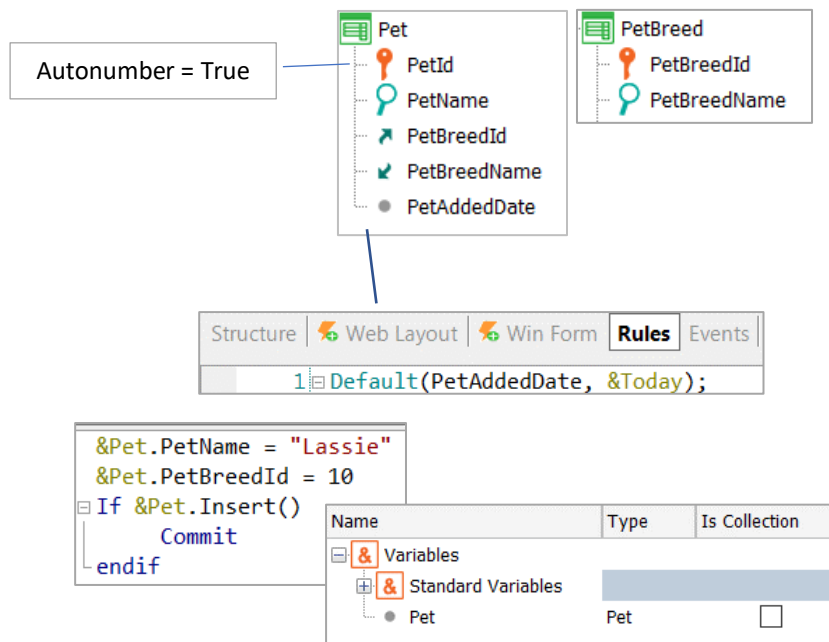 Autonumber = True
Pet
PetId
PetName
PetBreedId
PetBreedName
PetAddedDate
PetBreed
PetBreedId
PetBreedName
Structure Web Layout Win Form Rules Events
1 Default(PetAddedDate, &Today);
&Pet.PetName = "Lassie"
&Pet.PetBreedId = 10
If &Pet.Insert()
Commit
endif
Name Type Is Collection
& Variables
& Standard Variables
Pet Pet